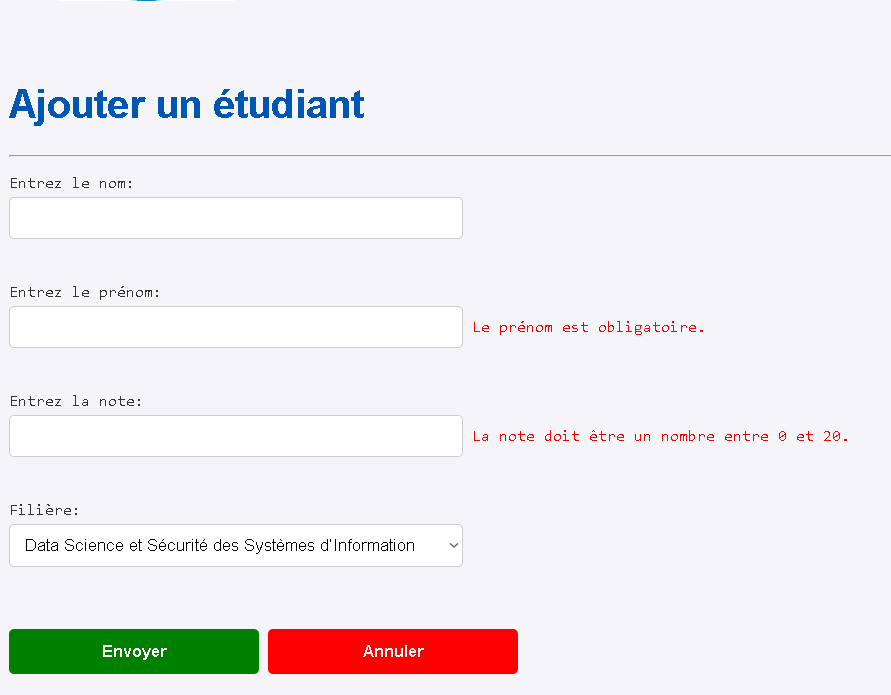 Ajouter un étudiant
Entrez le nom:
Entrez le prénom:
Le prénom est obligatoire.
Entrez la note:
La note doit être un nombre entre 0 et 20.
Filière:
Data Science et Sécurité des Systèmes d'Information
Envoyer
Annuler